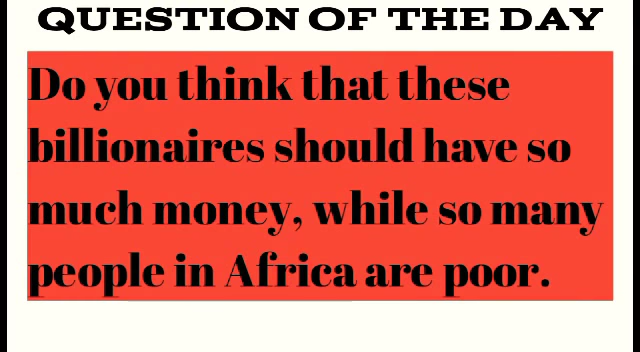 QUESTION OF THE DAY
Do you think that these
billionaires should have so
much money, while so many
people in Africa are poor.